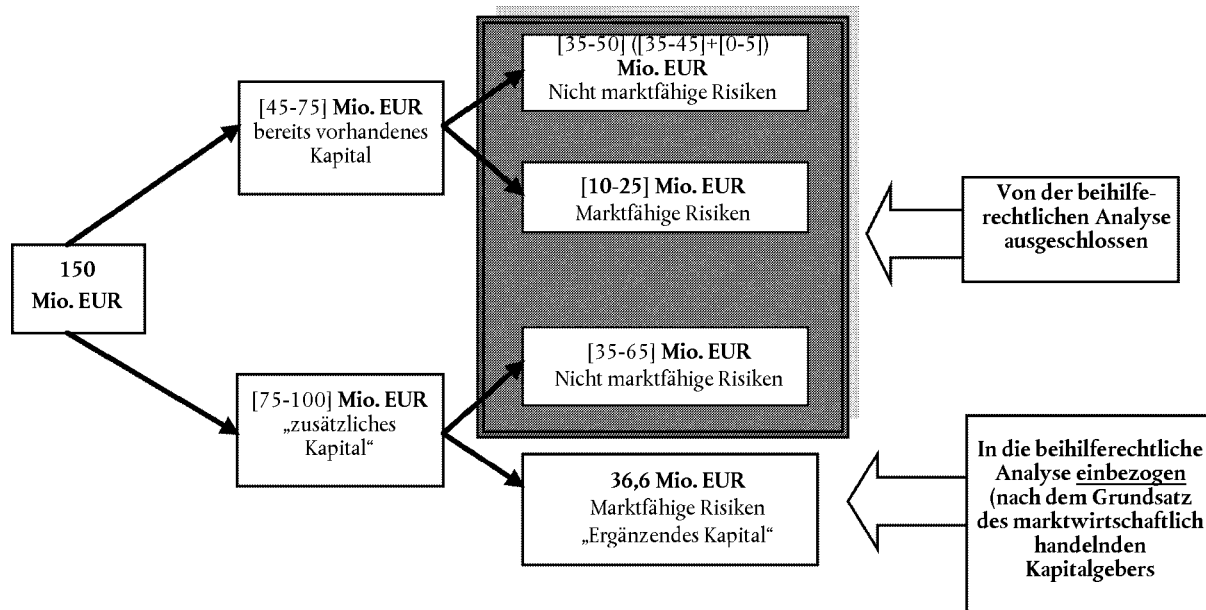 150
Mio. EUR
[45-75] Mio. EUR
bereits vorhandenes
Kapital
[75-100] Mio. EUR
„zusätzliches
Kapital“
[35-50] ([35-45]+[0-5])
Mio. EUR
Nicht marktfähige Risiken
[10-25] Mio. EUR
Marktfähige Risiken
[35-65] Mio. EUR
Nicht marktfähige Risiken
36,6 Mio. EUR
Marktfähige Risiken
„Ergänzendes Kapital“
Von der beihilfe-
rechtlichen Analyse
ausgeschlossen
In die beihilferechtliche
Analyse einbezogen
(nach dem Grundsatz
des marktwirtschaftlich
handelnden
Kapitalgebers